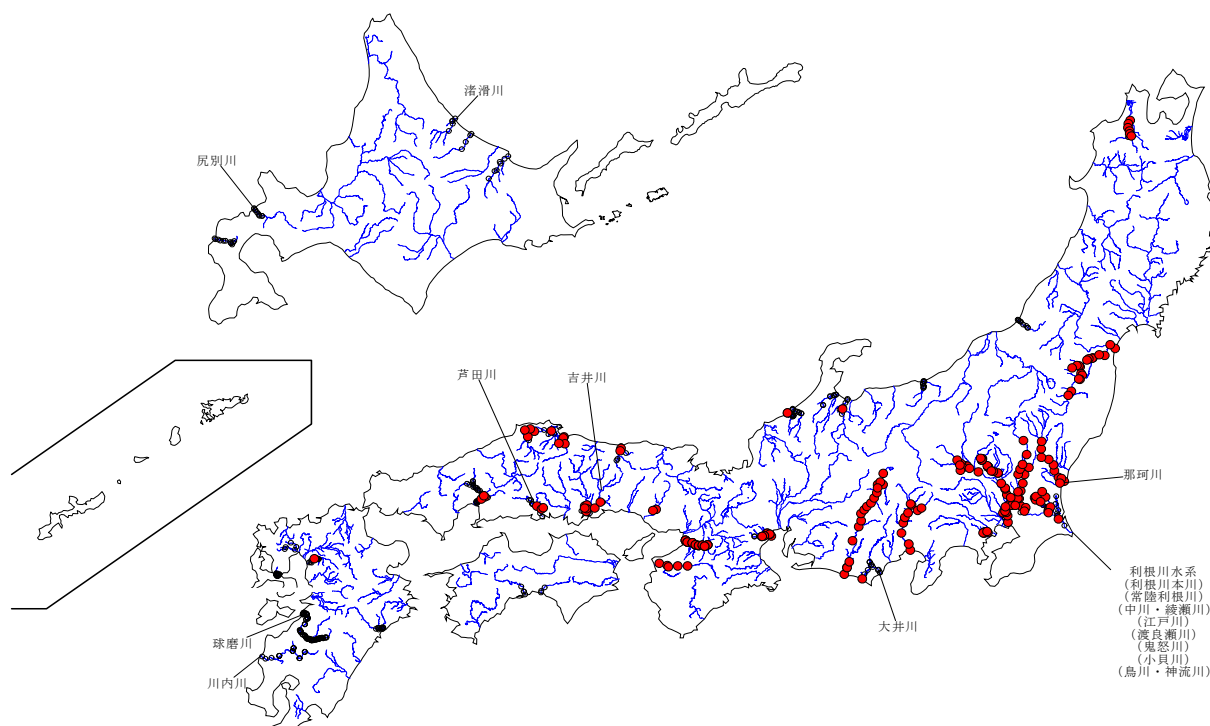 渚滑川
尻別川
芦田川
吉井川
那珂川
利根川水系
(利根川本川)
(常陸利根川)
(中川・綾瀬川)
(江戸川)
(渡良瀬川)
(鬼怒川)
(小貝川)
(烏川・神流川)
大井川
球磨川
川内川